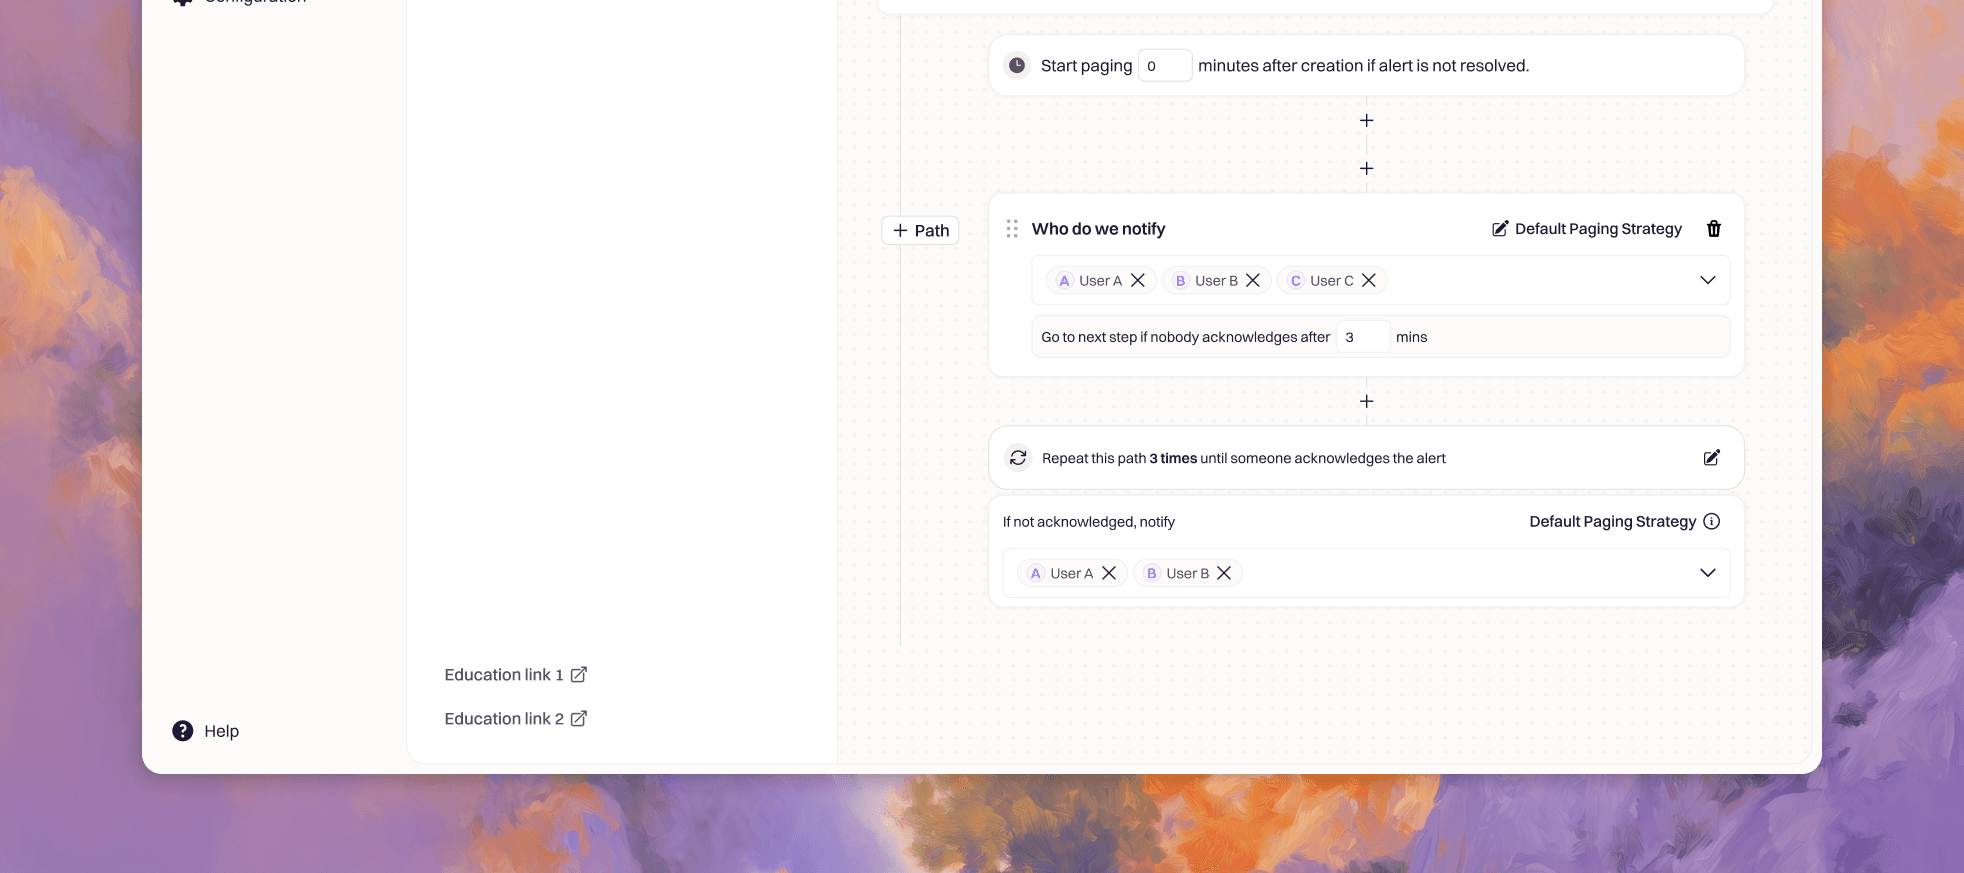 Configuration
Start paging 0 minutes after creation if alert is not resolved.
Path
Who do we notify
Default Paging Strategy
A User A B User B C User C
Go to next step if nobody acknowledges after 3 mins
Repeat this path 3 times until someone acknowledges the alert
If not acknowledged, notify
Default Paging Strategy
A User A B User B
Education link 1
Education link 2
Help